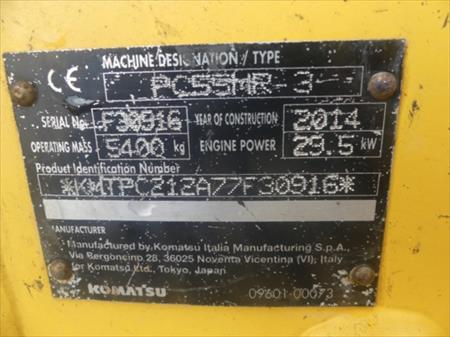 MACHINE DESIGNATION / TYPE
CE PC55MR-3
SERIAL No. F30916 YEAR OF CONSTRUCTION 2014
OPERATING MASS 5400 kg ENGINE POWER 29.5 kW
Product Identification Number
*KMTPC212A77F30916*
MANUFACTURER
Manufactured by Komatsu Italia Manufacturing S.p.A.
Via Bergoncino 28, 36025 Noventa Vicentina (VI), Italy
for Komatsu Ltd., Tokyo, Japan
KOMATSU 09601-00073